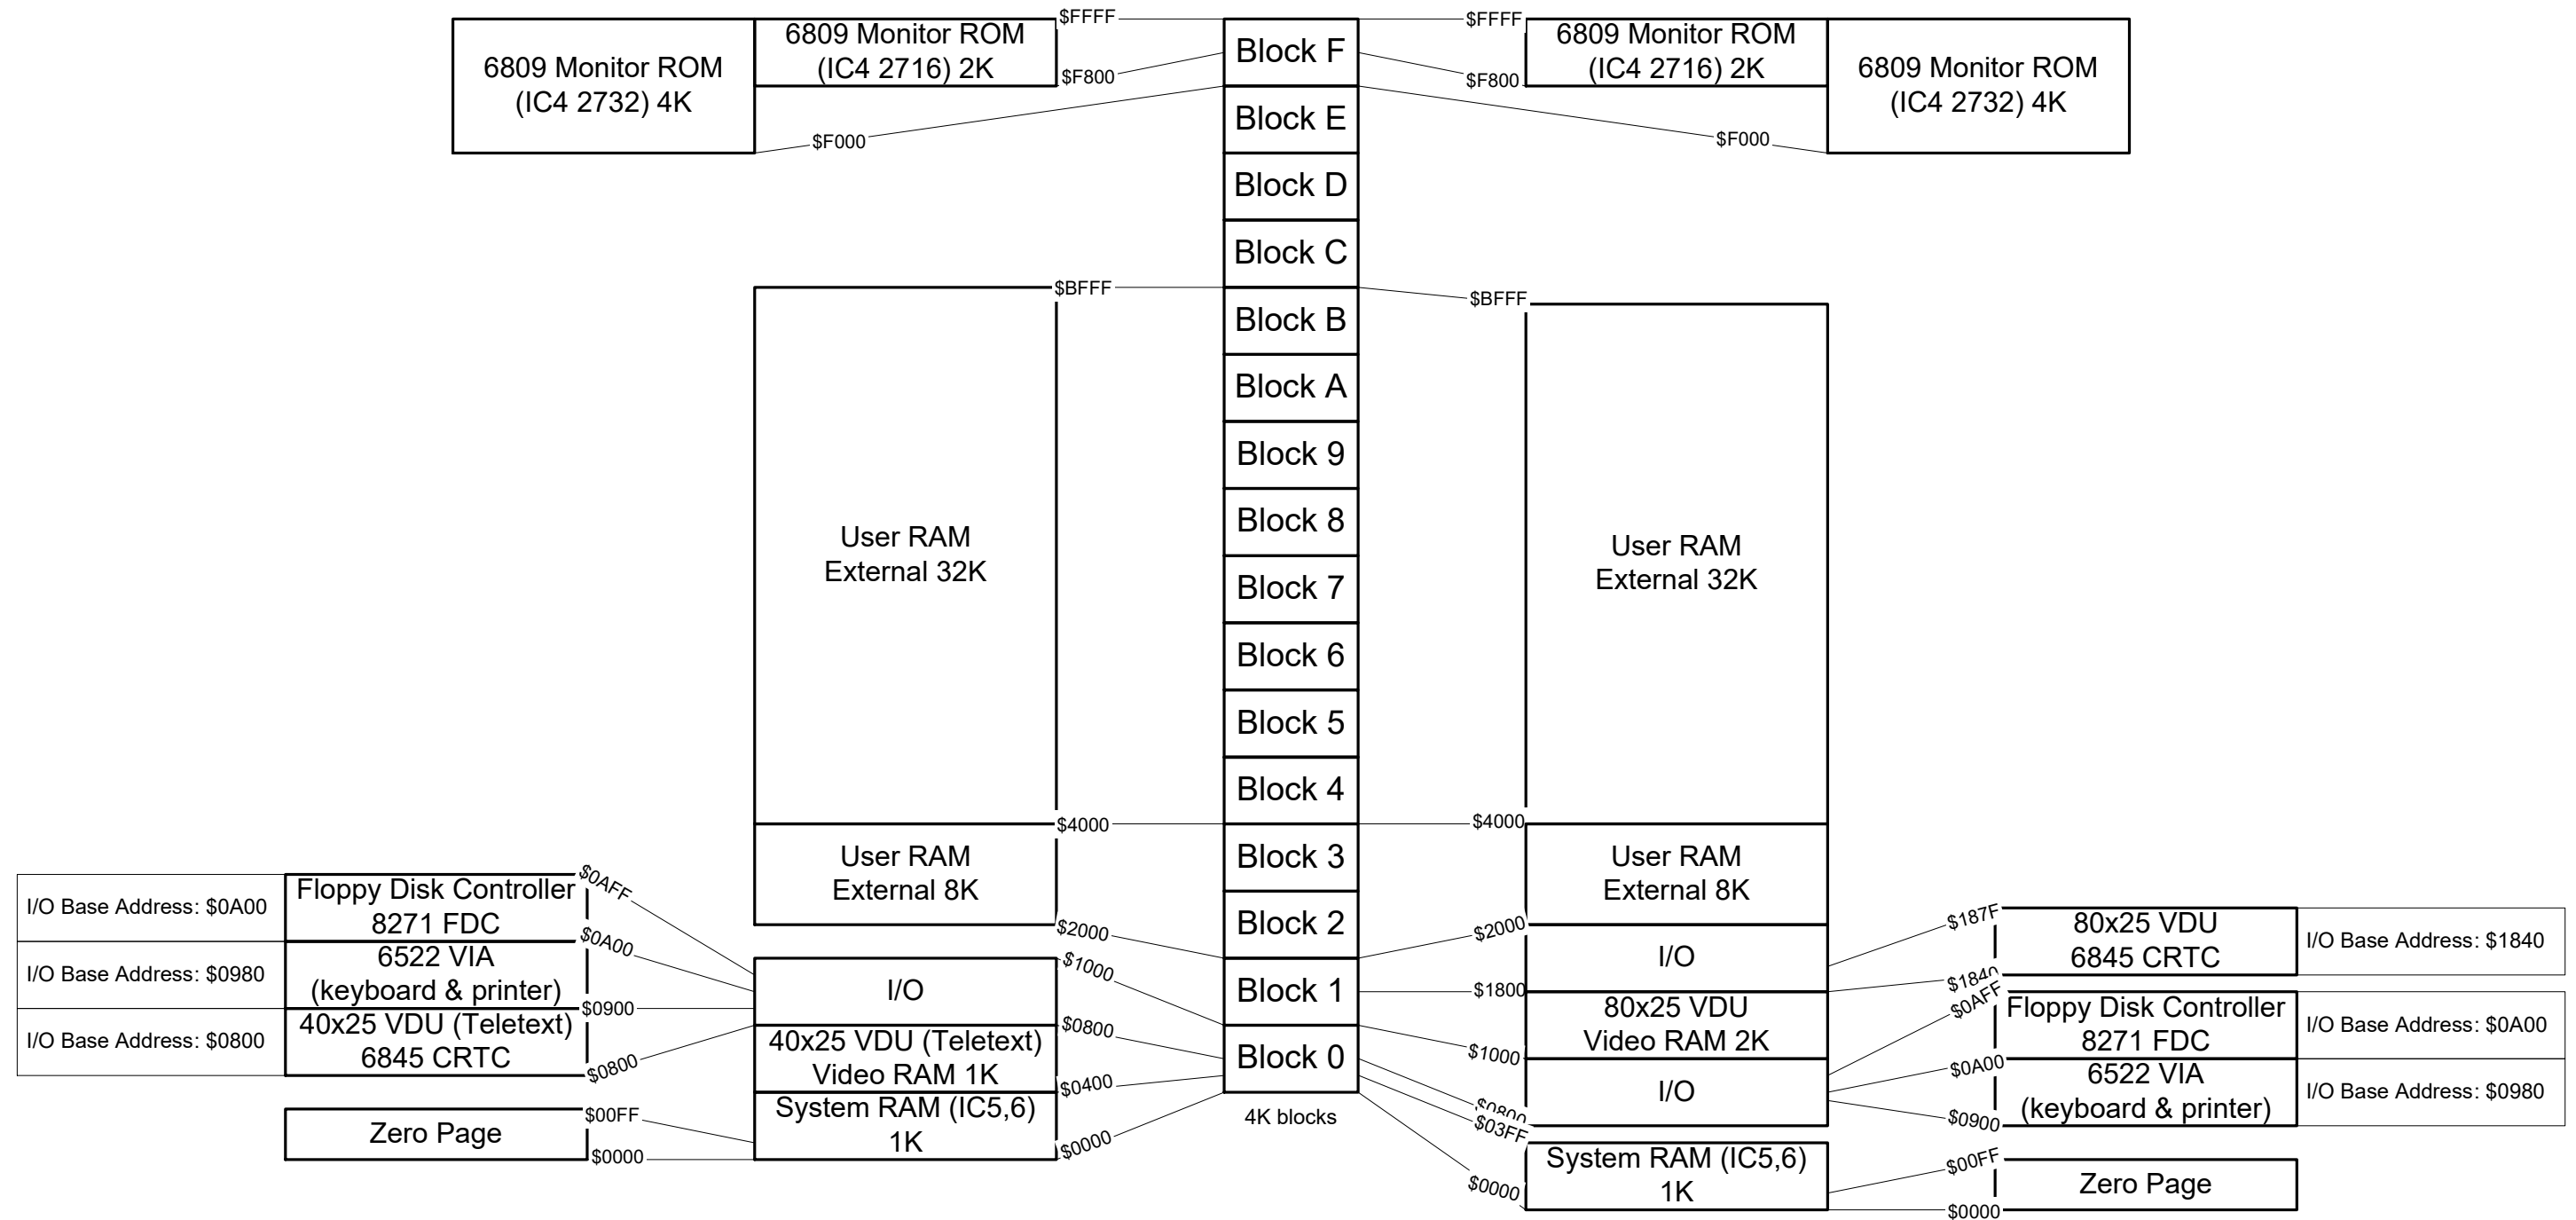 $FFFF
$FFFF
6809 Monitor ROM
(IC4 2716) 2K
6809 Monitor ROM
(IC4 2732) 4K
$F800
$F000
Block F
Block E
Block D
Block C
Block B
Block A
Block 9
Block 8
Block 7
Block 6
Block 5
Block 4
Block 3
Block 2
Block 1
Block 0
4K blocks
6809 Monitor ROM
(IC4 2716) 2K
6809 Monitor ROM
(IC4 2732) 4K
$F800
$F000
$BFFF
User RAM
External 32K
$4000
User RAM
External 8K
$2000
$1000
I/O
$0800
40x25 VDU (Teletext)
Video RAM 1K
$0400
System RAM (IC5,6)
1K
$0000
I/O Base Address: $0A00
Floppy Disk Controller
8271 FDC
$0AFF
$0A00
I/O Base Address: $0980
6522 VIA
(keyboard & printer)
$0900
I/O Base Address: $0800
40x25 VDU (Teletext)
6845 CRTC
$0800
Zero Page
$00FF
$0000
$BFFF
User RAM
External 32K
$4000
User RAM
External 8K
$2000
I/O
$1800
80x25 VDU
Video RAM 2K
$1000
I/O
$0800
$03FF
System RAM (IC5,6)
1K
$0000
$187F
80x25 VDU
6845 CRTC
I/O Base Address: $1840
$1840
$0AFF
Floppy Disk Controller
8271 FDC
I/O Base Address: $0A00
$0A00
6522 VIA
(keyboard & printer)
I/O Base Address: $0980
$0900
$00FF
Zero Page
$0000